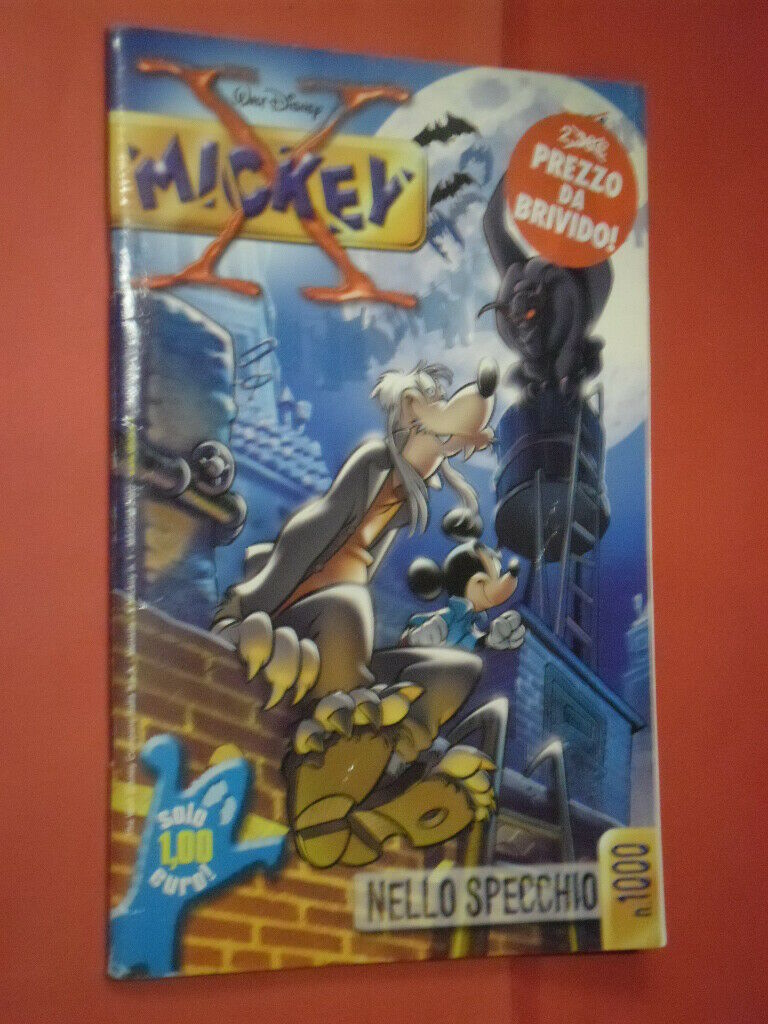 Walt Disney
X
MICKEY
PREZZO
DA
BRIVIDO!
Solo
1,00
euro!
NELLO SPECCHIO
n.1000